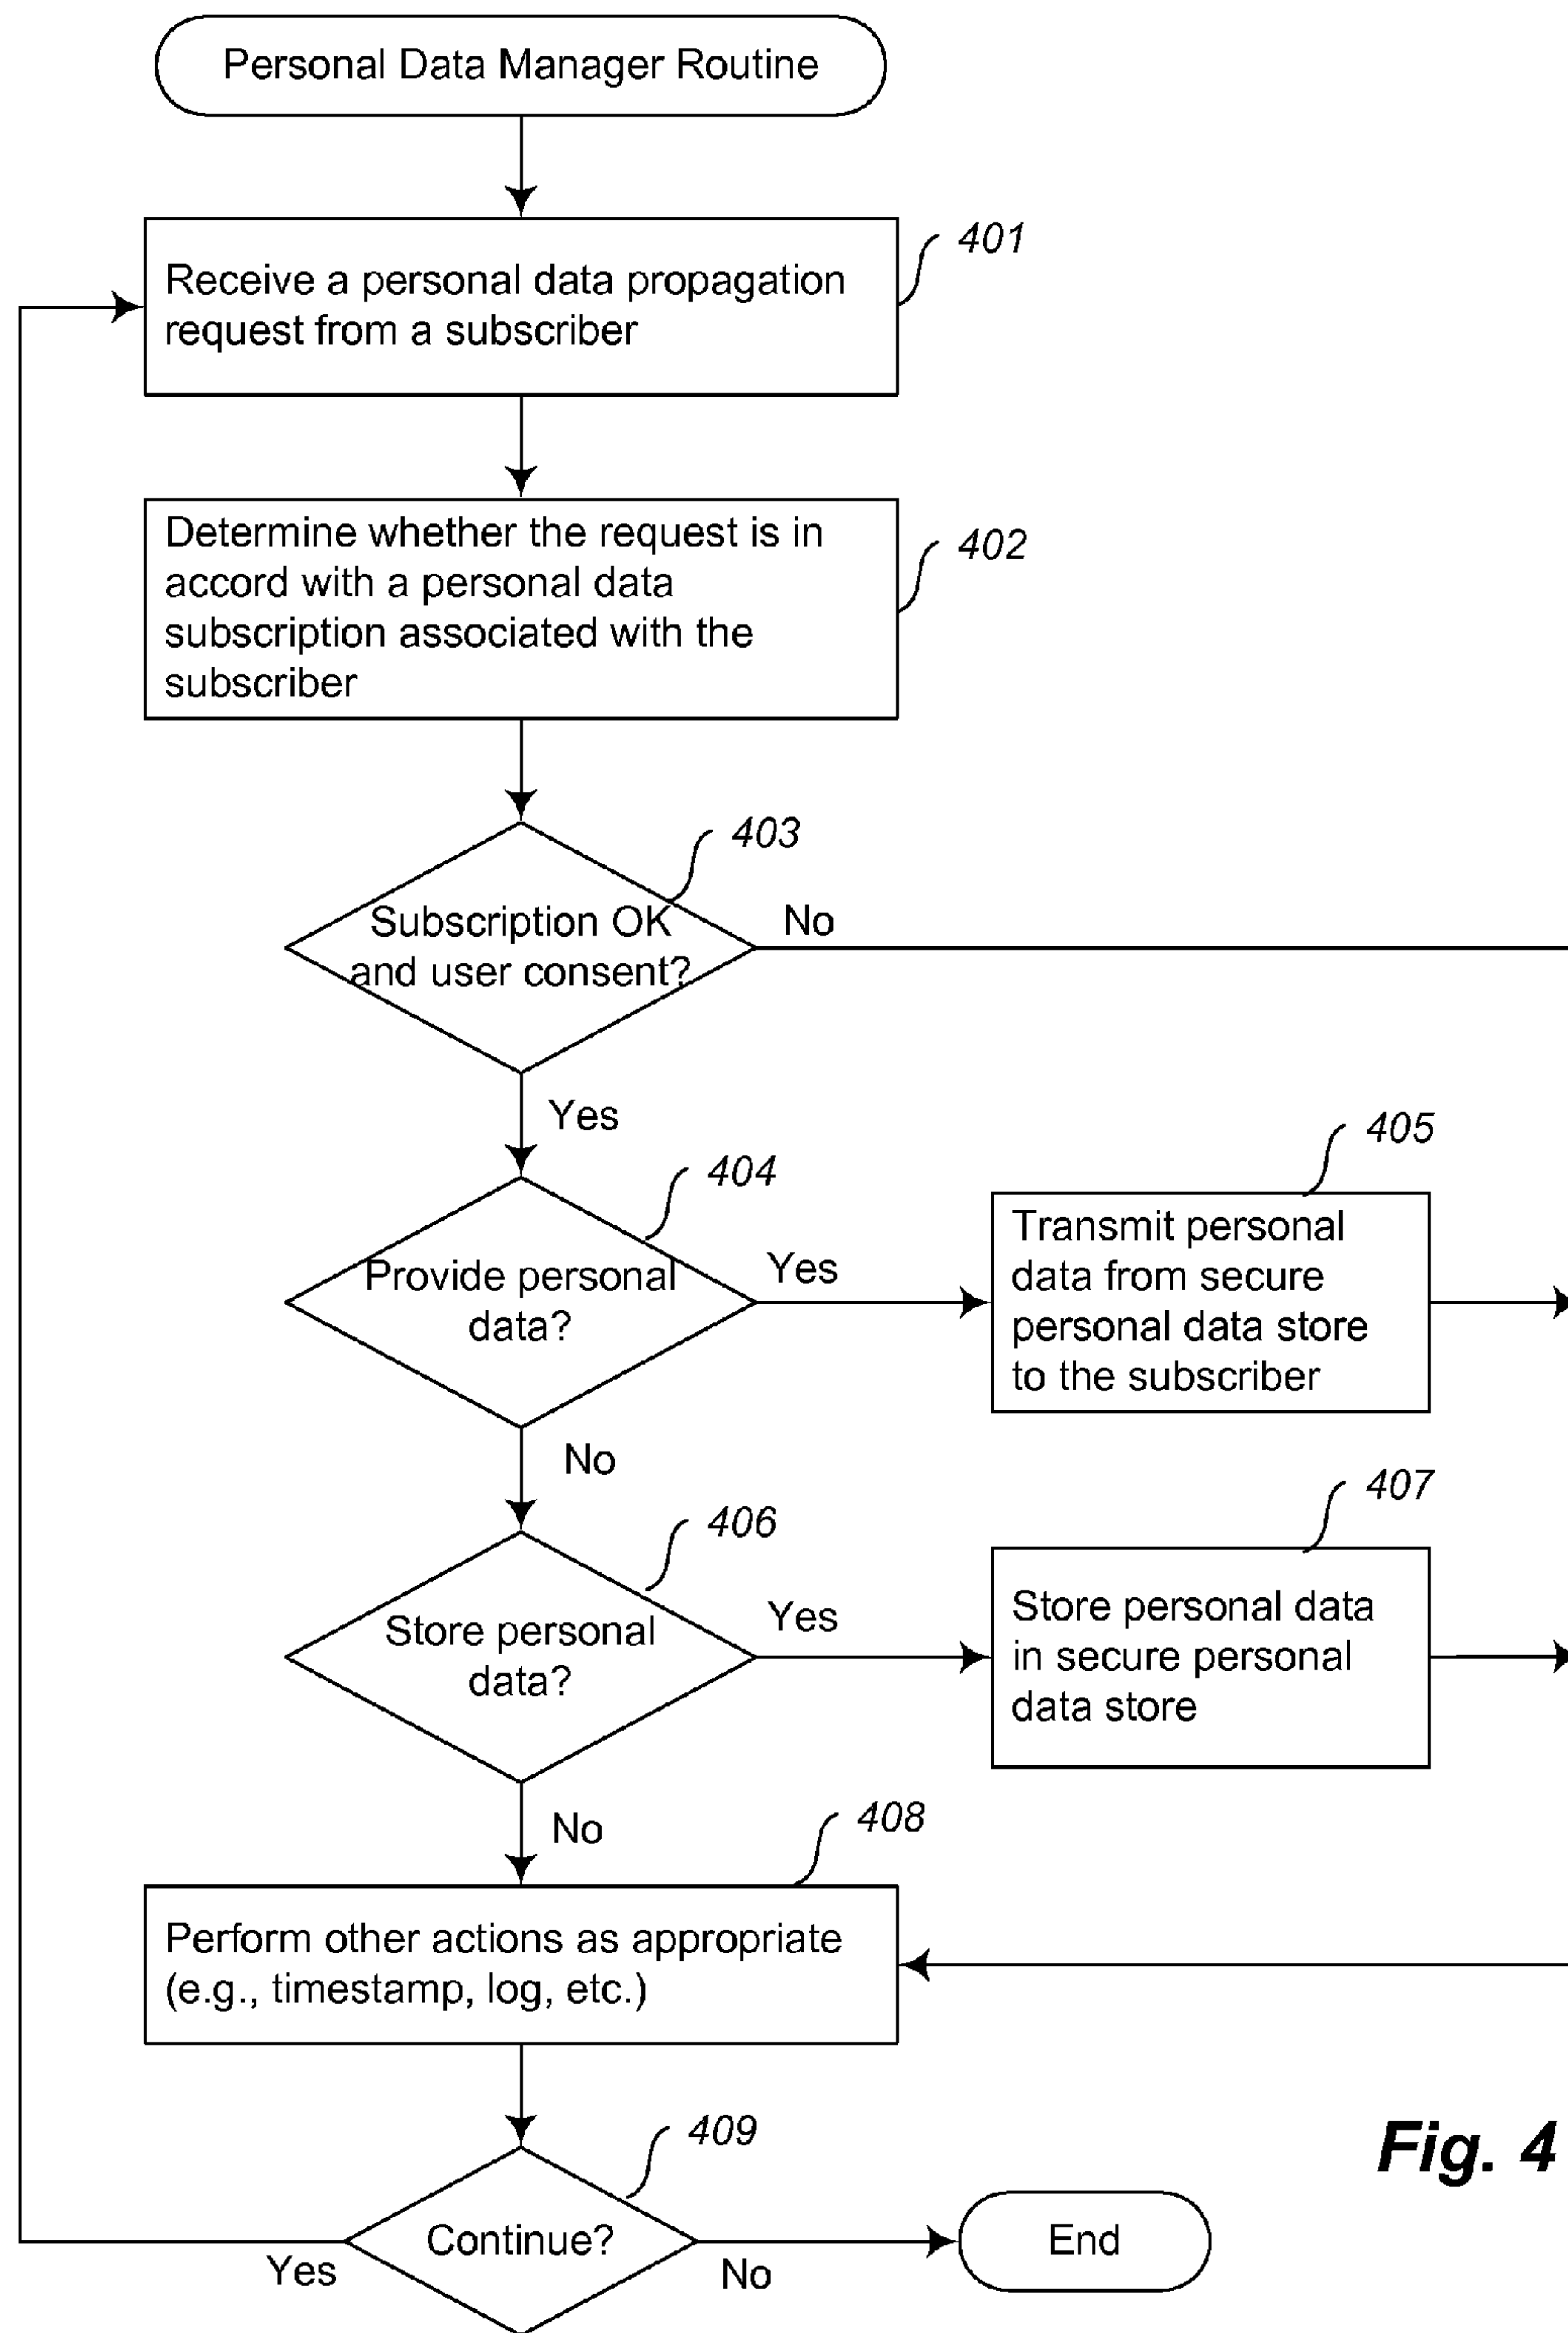 Personal Data Manager Routine
401
Receive a personal data propagation
request from a subscriber
402
Determine whether the request is in
accord with a personal data
subscription associated with the
subscriber
403
Subscription OK
and user consent?
No
Yes
404
Provide personal
data?
Yes
405
Transmit personal
data from secure
personal data store
to the subscriber
No
406
Store personal
data?
Yes
407
Store personal data
in secure personal
data store
No
408
Perform other actions as appropriate
(e.g., timestamp, log, etc.)
409
Continue?
Yes
No
End
Fig. 4